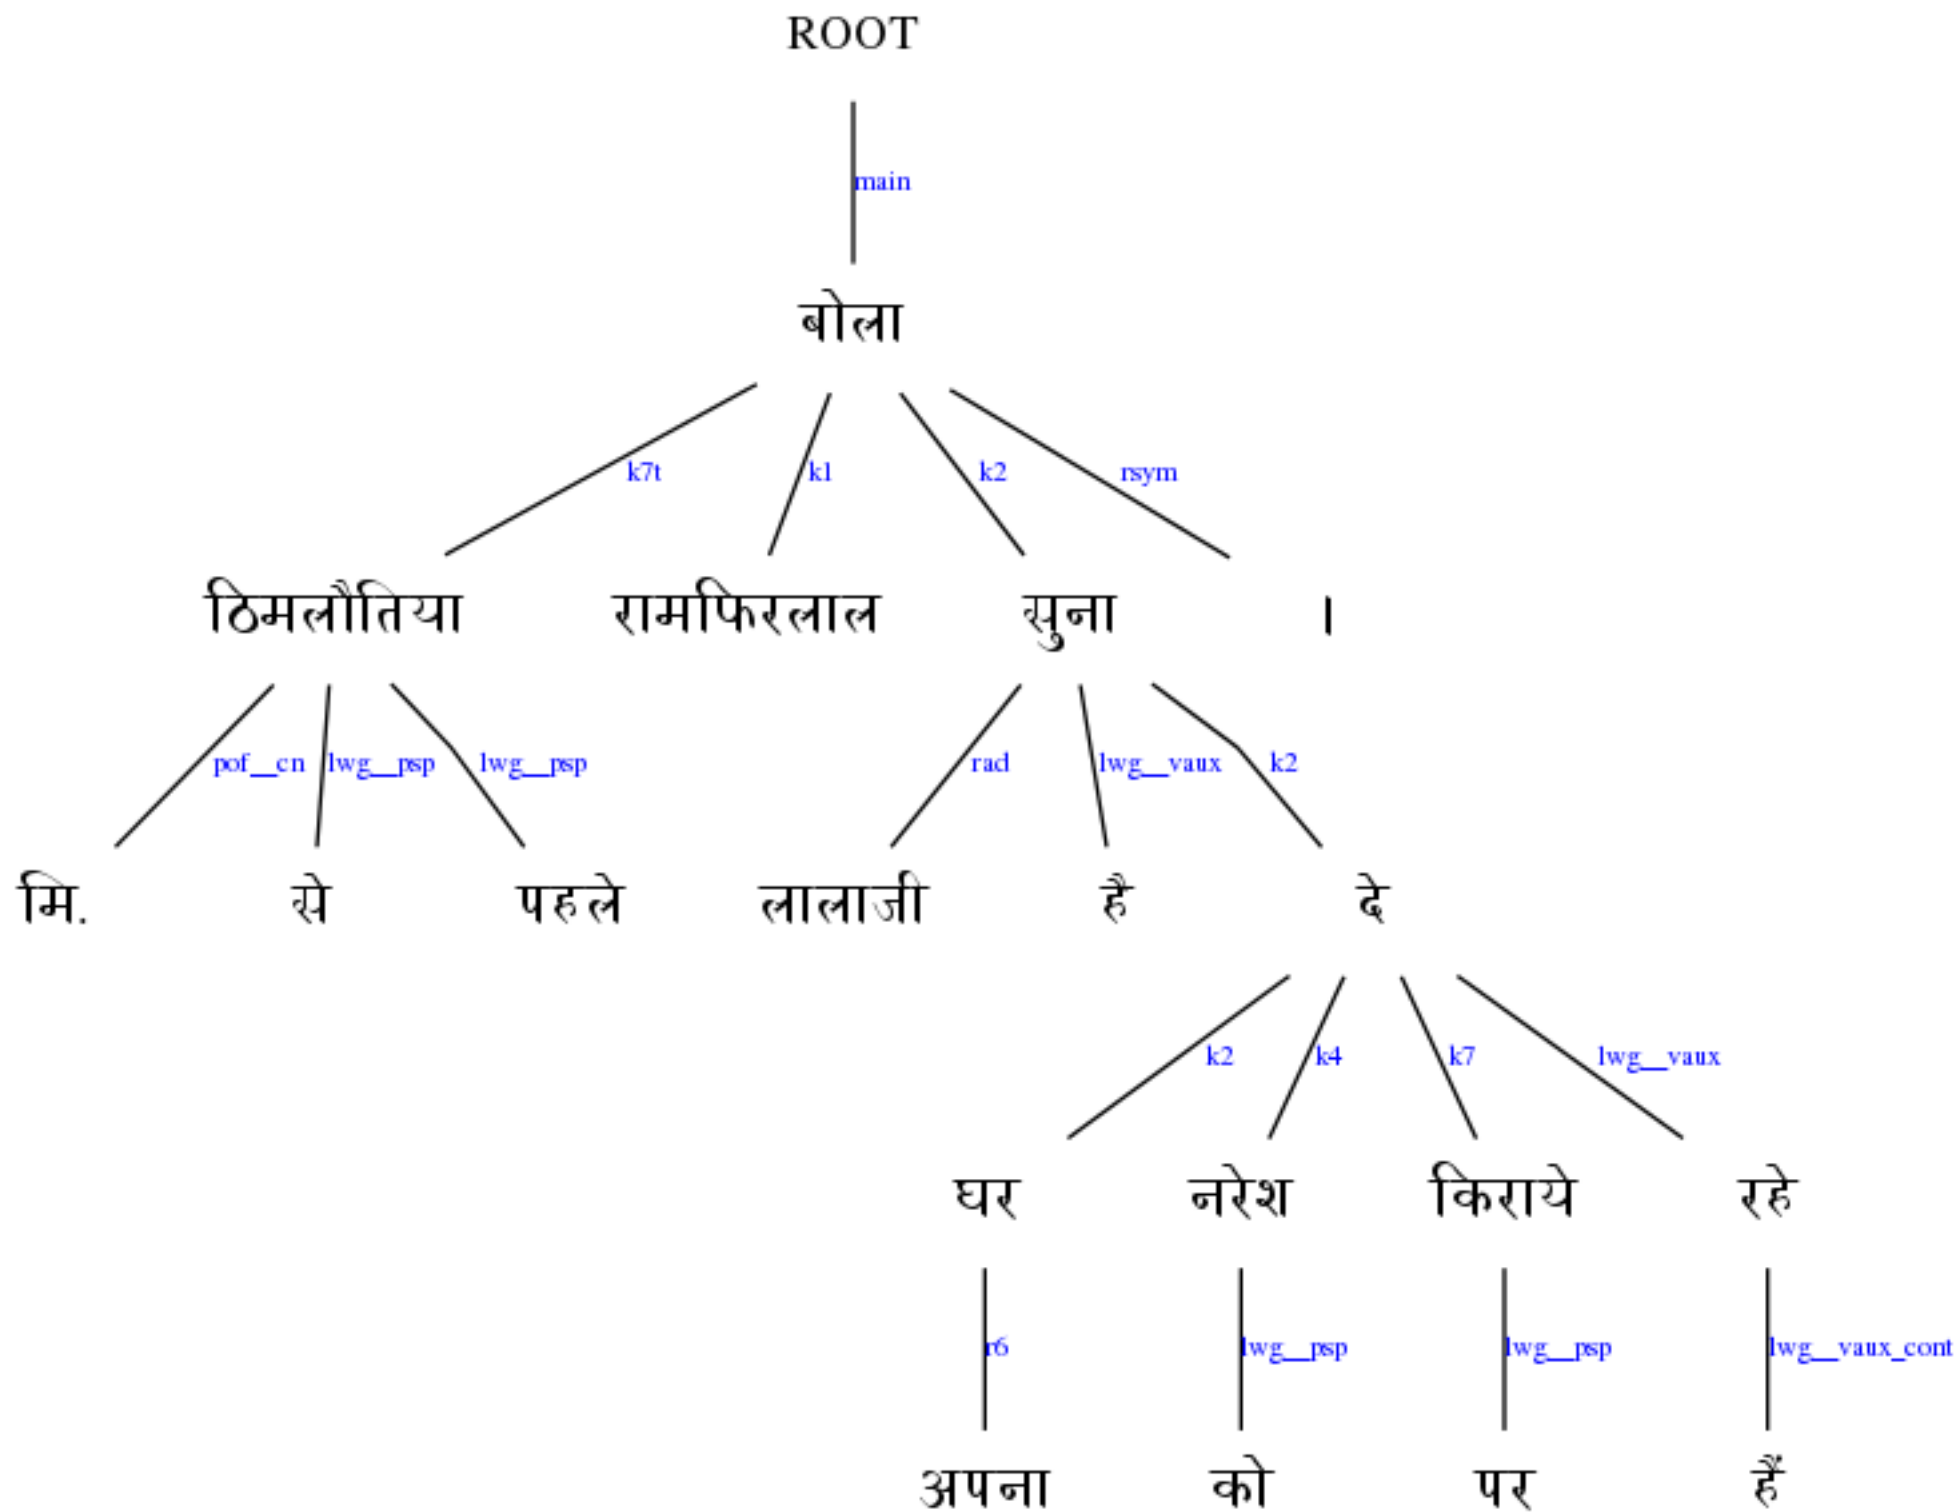 ROOT
main
बोला
k7t k1 k2 rsym
ठिमलौतिया रामफिरलाल सुना ।
pof__cn lwg__psp lwg__psp rad lwg__vaux k2
मि. से पहले लालाजी है दे
k2 k4 k7 lwg__vaux
घर नरेश किराये रहे
r6 lwg__psp lwg__psp lwg__vaux_cont
अपना को पर हैं